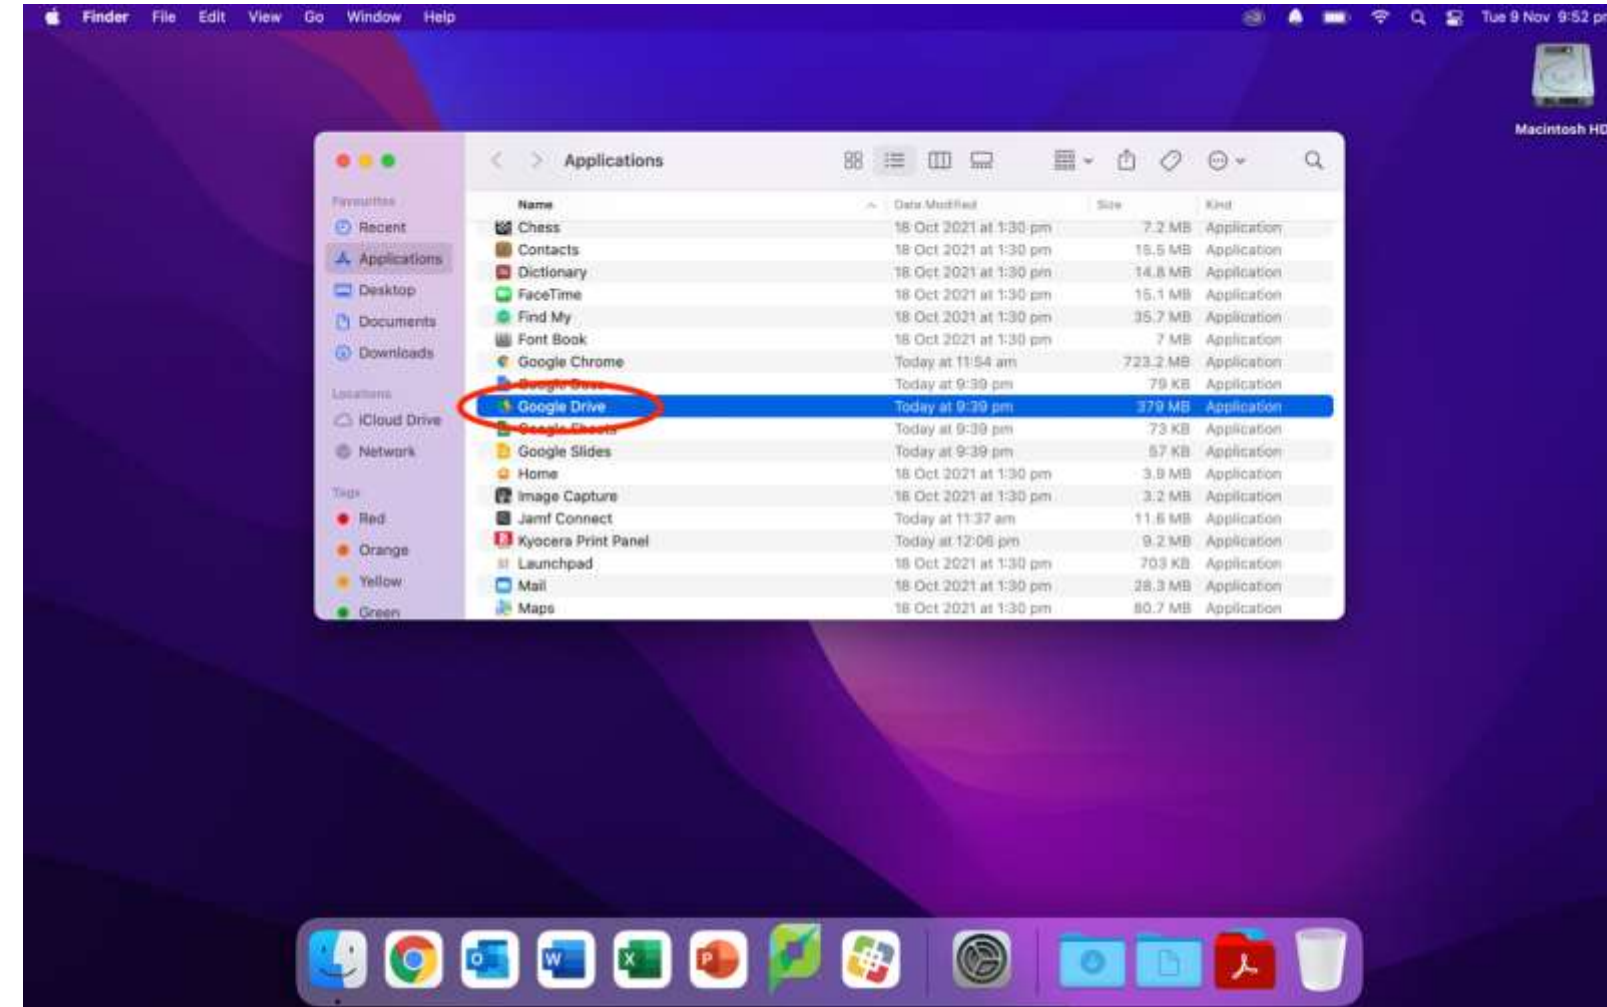 Finder File Edit View Go Window Help Tue 9 Nov 9:52 pm
Macintosh HD
Applications
Favourites
Recent
Applications
Desktop
Documents
Downloads
Locations
iCloud Drive
Network
Tags
Red
Orange
Yellow
Green
Name Date Modified Size Kind
Chess 18 Oct 2021 at 1:30 pm 7.2 MB Application
Contacts 18 Oct 2021 at 1:30 pm 15.5 MB Application
Dictionary 18 Oct 2021 at 1:30 pm 14.8 MB Application
FaceTime 18 Oct 2021 at 1:30 pm 15.1 MB Application
Find My 18 Oct 2021 at 1:30 pm 35.7 MB Application
Font Book 18 Oct 2021 at 1:30 pm 7 MB Application
Google Chrome Today at 11:54 am 723.2 MB Application
Google Docs Today at 9:39 pm 79 KB Application
Google Drive Today at 9:39 pm 379 MB Application
Google Sheets Today at 9:39 pm 73 KB Application
Google Slides Today at 9:39 pm 57 KB Application
Home 18 Oct 2021 at 1:30 pm 3.9 MB Application
Image Capture 18 Oct 2021 at 1:30 pm 3.2 MB Application
Jamf Connect Today at 11:37 am 11.6 MB Application
Kyocera Print Panel Today at 12:06 pm 9.2 MB Application
Launchpad 18 Oct 2021 at 1:30 pm 703 KB Application
Mail 18 Oct 2021 at 1:30 pm 28.3 MB Application
Maps 18 Oct 2021 at 1:30 pm 80.7 MB Application